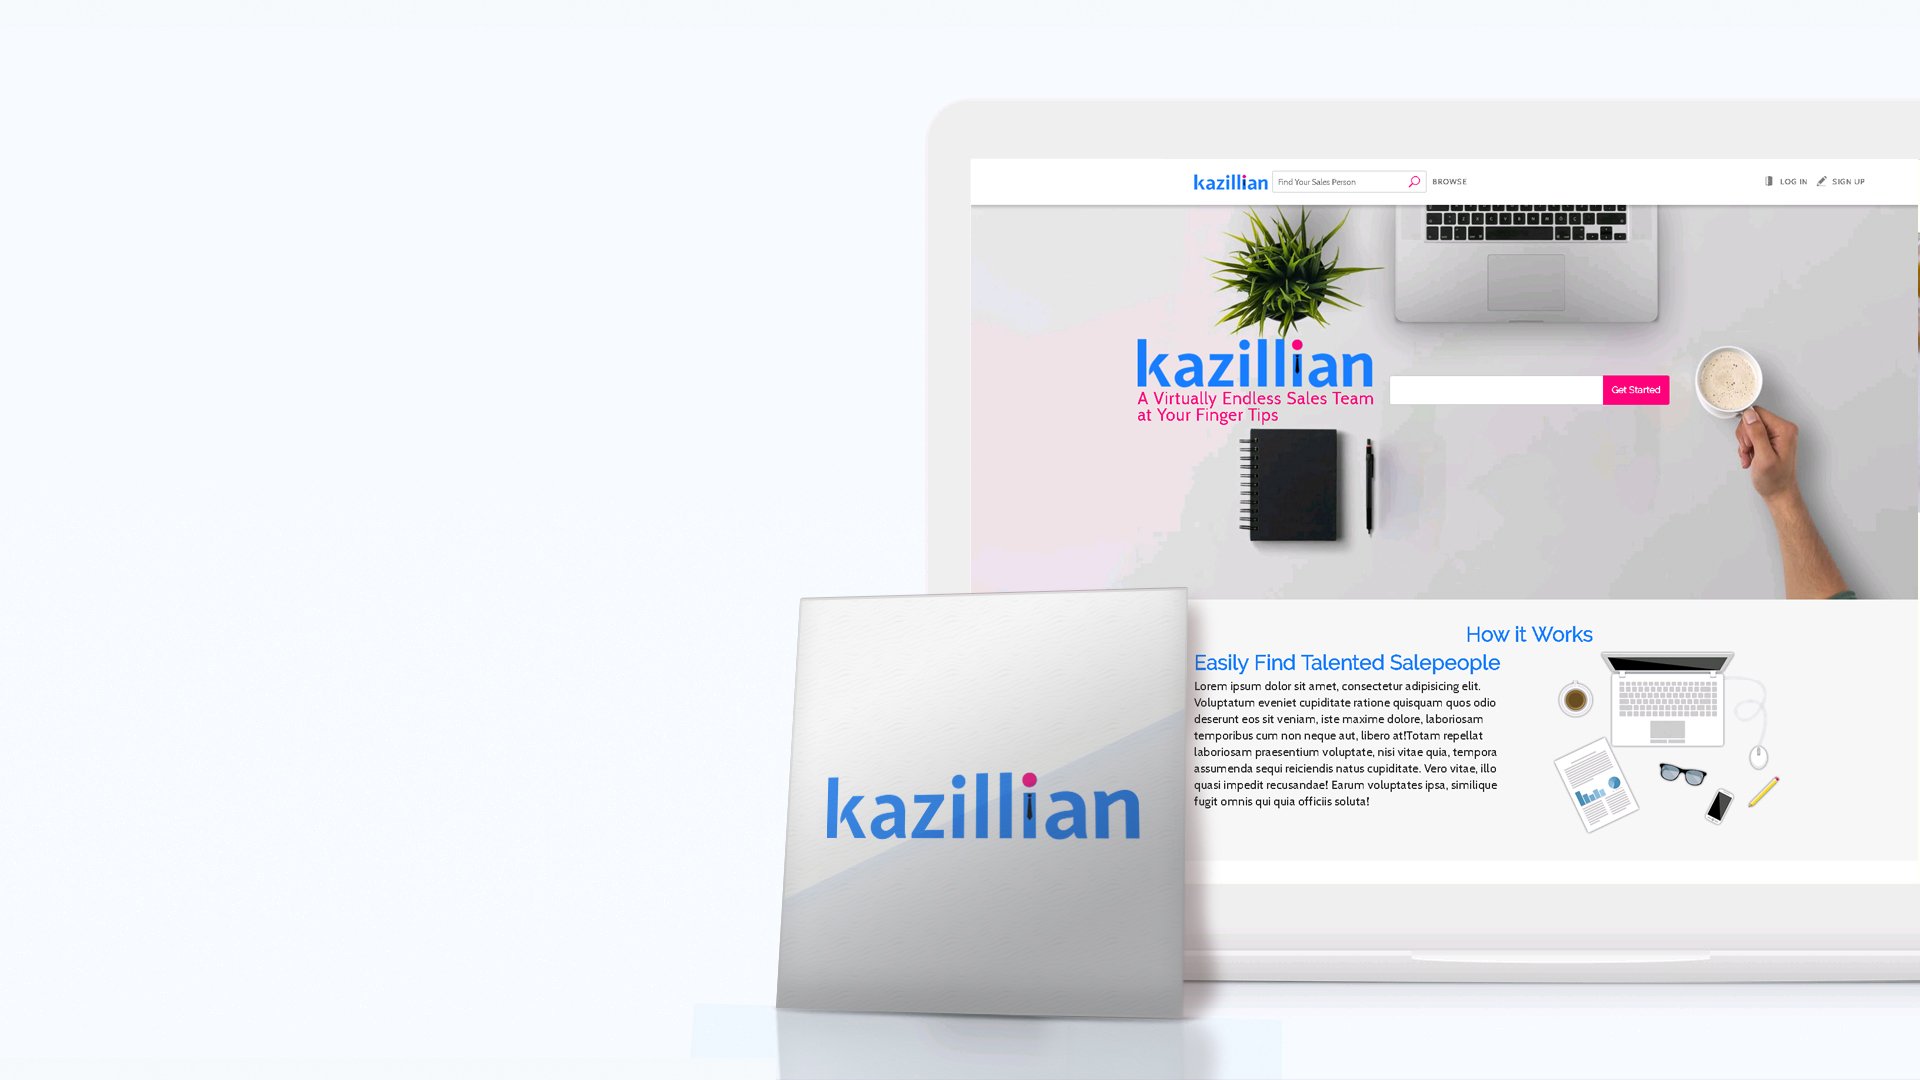 kazillian
Find Your Sales Person
BROWSE
LOG IN
SIGN UP
kazillian
A Virtually Endless Sales Team
at Your Finger Tips
Get Started
How it Works
Easily Find Talented Salepeople
Lorem ipsum dolor sit amet, consectetur adipisicing elit.
Voluptatum eveniet cupiditate ratione quisquam quos odio
deserunt eos sit veniam, iste maxime dolore, laboriosam
temporibus cum non neque aut, libero at!Totam repellat
laboriosam praesentium voluptate, nisi vitae quia, tempora
assumenda sequi reiciendis natus cupiditate. Vero vitae, illo
quasi impedit recusandae! Earum voluptates ipsa, similique
fugit omnis qui quia officiis soluta!
kazillian